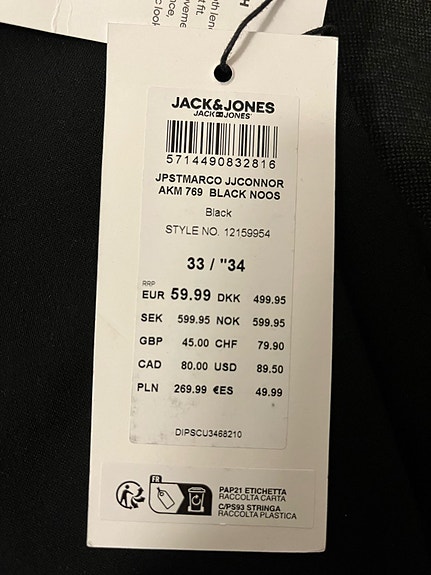 JACK&JONES
JACK JONES
5714490832816
JPSTMARCO JJCONNOR
AKM 769 BLACK NOOS
Black
STYLE NO. 12159954
33 / "34
RRP
EUR 59.99 DKK 499.95
SEK 599.95 NOK 599.95
GBP 45.00 CHF 79.90
CAD 80.00 USD 89.50
PLN 269.99 €ES 49.99
DIPSCU3468210
FR
PAP21 ETICHETTA
RACCOLTA CARTA
C/PS93 STRINGA
RACCOLTA PLASTICA